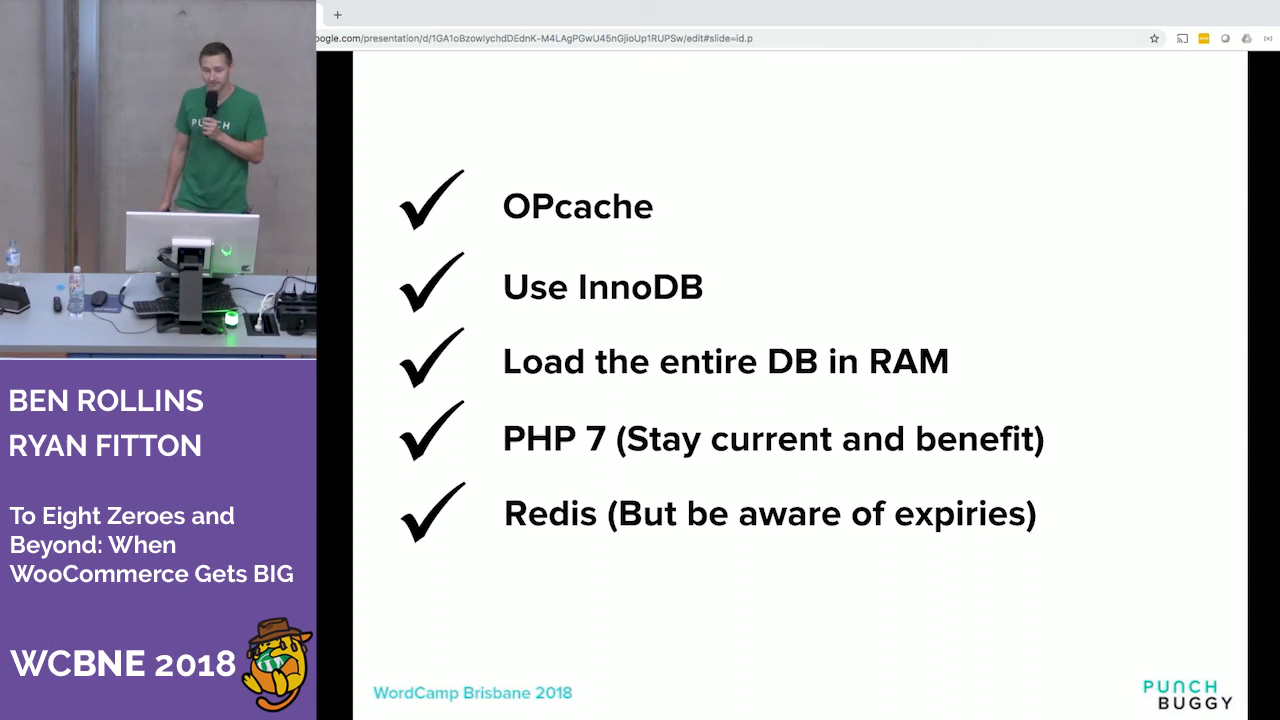 oogle.com/presentation/d/1GA1oBzowIychdDEdnK-M4LAgPGwU45nGjioUp1RUPSw/edit#slide=id.p
PUNCH
OPcache
Use InnoDB
Load the entire DB in RAM
PHP 7 (Stay current and benefit)
Redis (But be aware of expiries)
WordCamp Brisbane 2018
PUNCH
BUGGY
BEN ROLLINS
RYAN FITTON
To Eight Zeroes and
Beyond: When
WooCommerce Gets BIG
WCBNE 2018